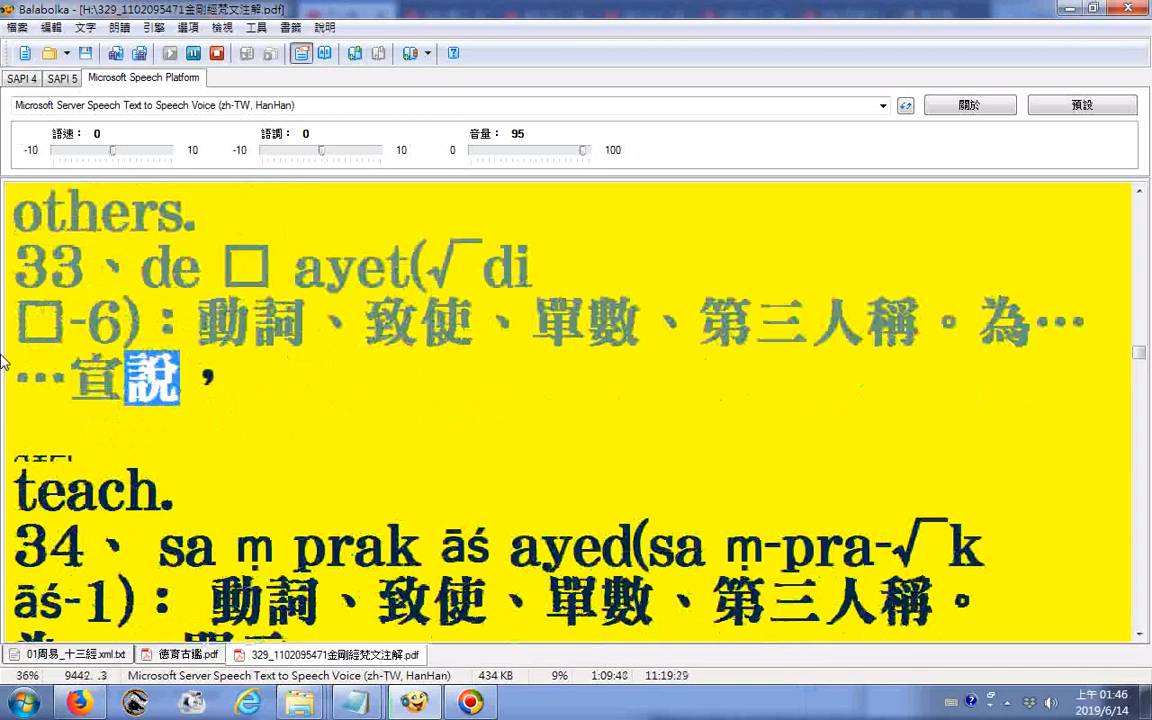 Balabolka - [H:\329_1102095471金剛經梵文注解.pdf]
檔案 編輯 文字 朗讀 引擎 選項 檢視 工具 書籤 說明
SAPI 4 SAPI 5 Microsoft Speech Platform
Microsoft Server Speech Text to Speech Voice (zh-TW, HanHan) 關於 預設
語速： 0 語調： 0 音量： 95
-10 10 -10 10 0 100
others.
33、de □ ayet(√di
□-6)：動詞、致使、單數、第三人稱。為…
…宣說，
teach.
34、 sa ṃ prak āś ayed(sa ṃ-pra-√k
āś-1)： 動詞、致使、單數、第三人稱。
01周易_十三經.xml.txt 德育古鑑.pdf 329_1102095471金剛經梵文注解.pdf
36% 9442. .3 Microsoft Server Speech Text to Speech Voice (zh-TW, HanHan) 434 KB 9% 1:09:48 11:19:29
上午 01:46
2019/6/14